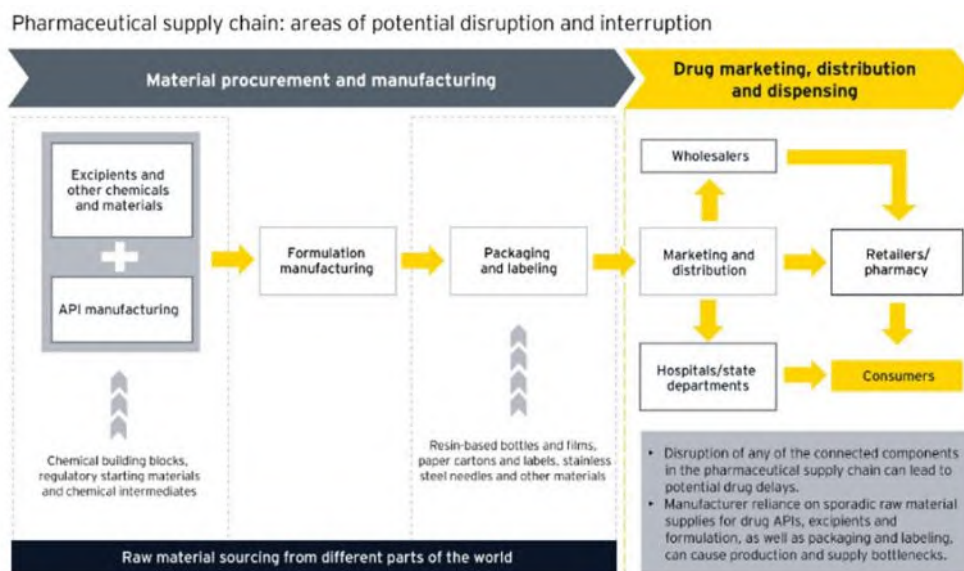 Pharmaceutical supply chain: areas of potential disruption and interruption
Material procurement and manufacturing
Drug marketing, distribution
and dispensing
Excipients and
other chemicals
and materials
API manufacturing
Formulation
manufacturing
Packaging
and labeling
Wholesalers
Marketing and
distribution
Retailers/
pharmacy
Hospitals/state
departments
Consumers
Chemical building blocks,
regulatory starting materials
and chemical intermediates
Resin-based bottles and films,
paper cartons and labels, stainless
steel needles and other materials
Raw material sourcing from different parts of the world
• Disruption of any of the connected components
in the pharmaceutical supply chain can lead to
potential drug delays.
• Manufacturer reliance on sporadic raw material
supplies for drug APIs, excipients and
formulation, as well as packaging and labeling,
can cause production and supply bottlenecks.